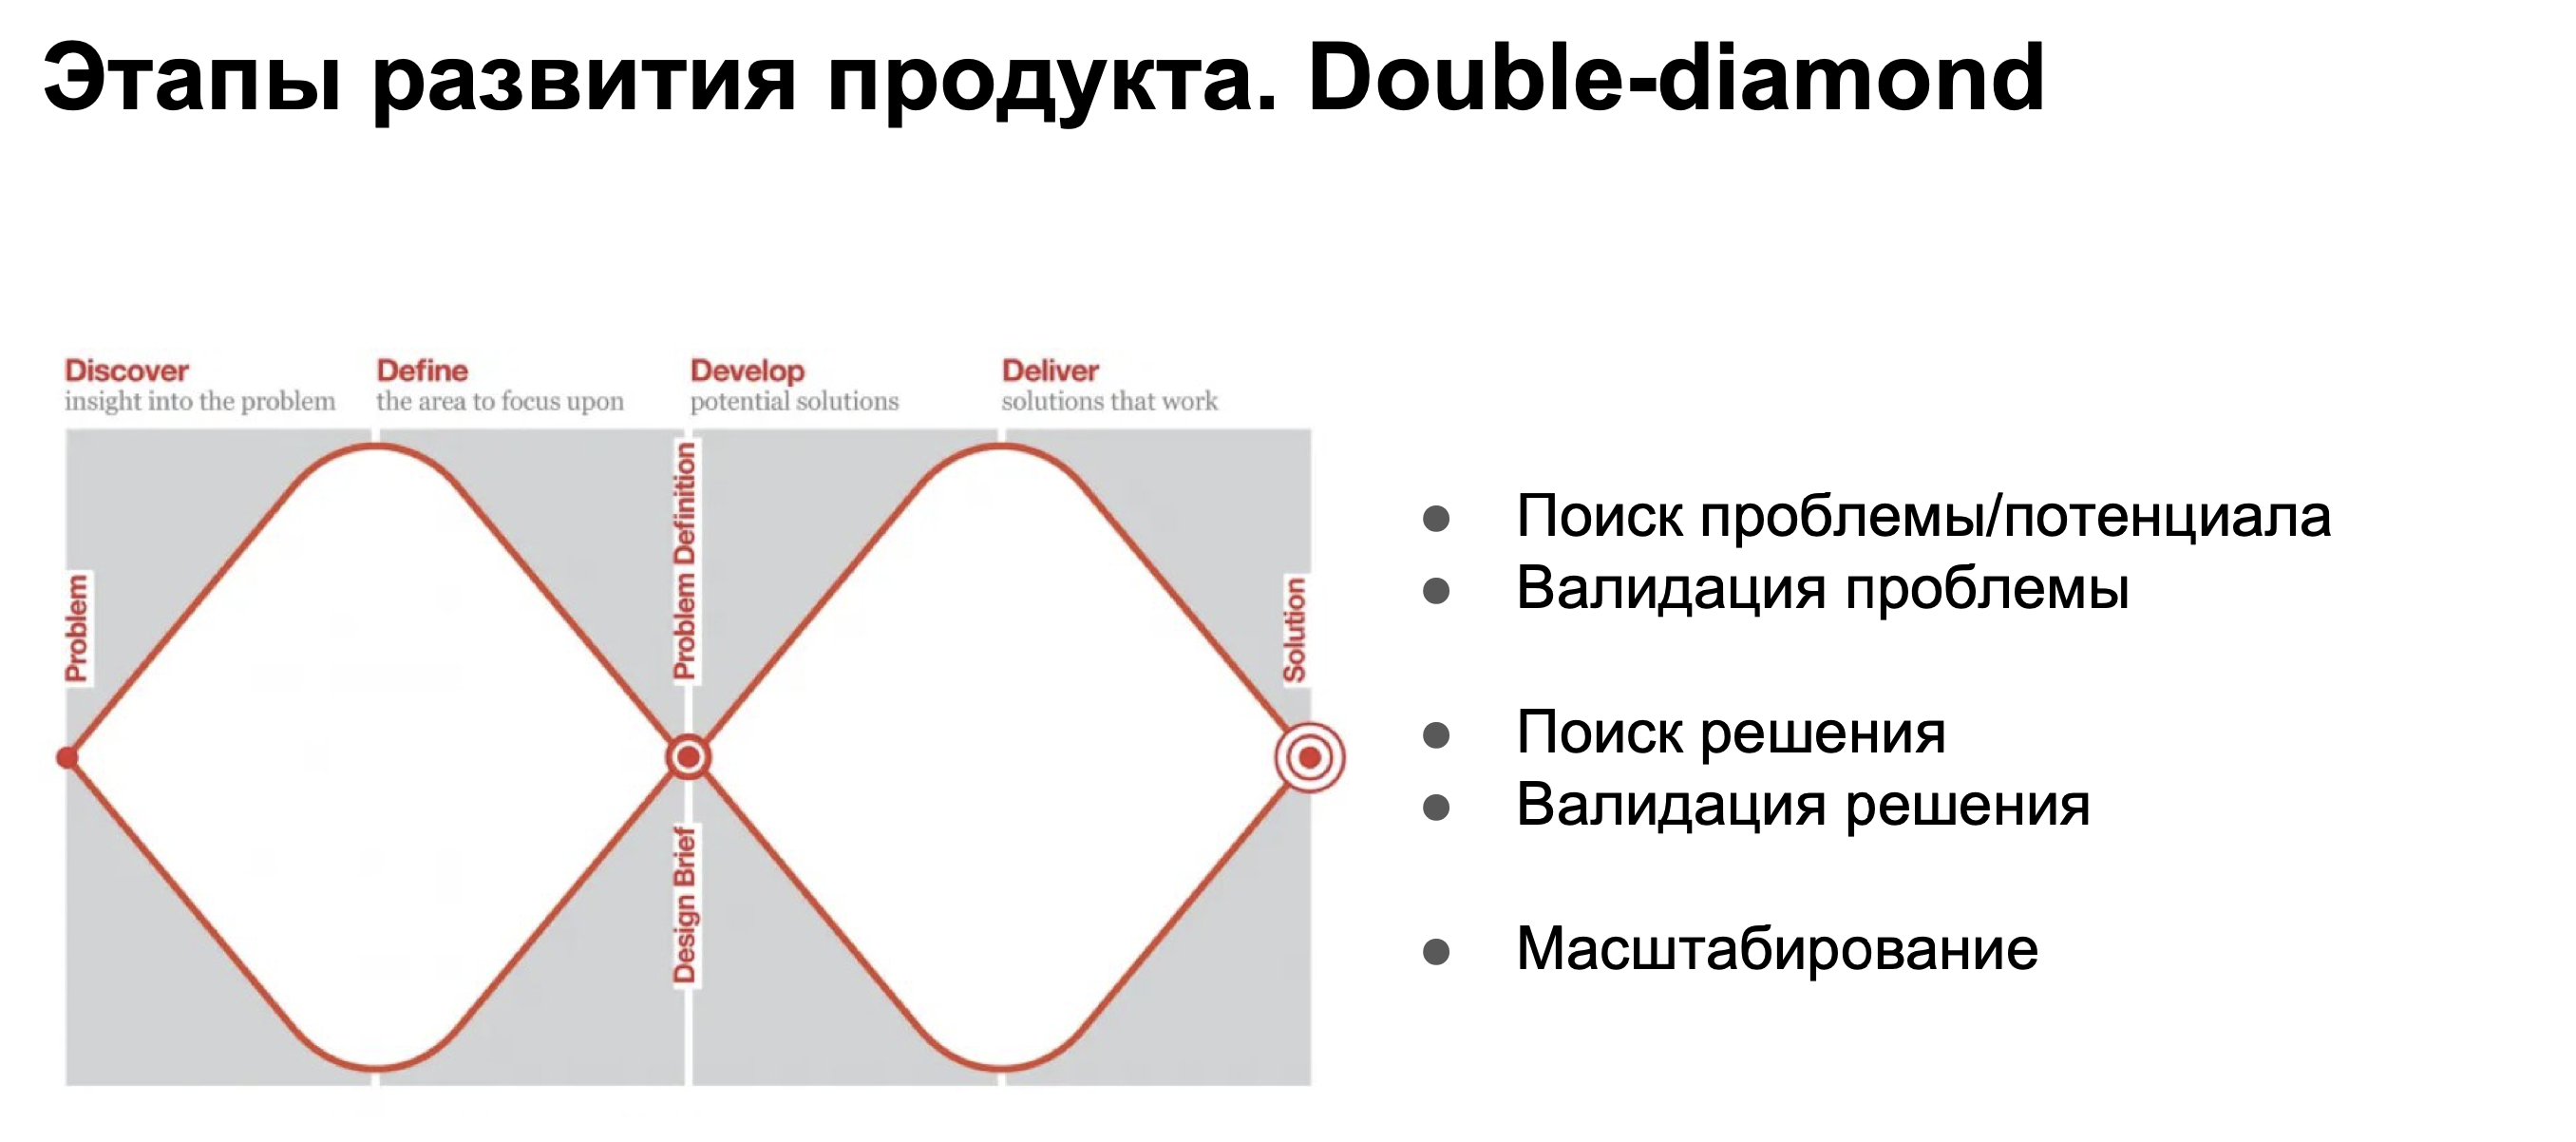 Этапы развития продукта. Double-diamond
Discover
insight into the problem
Define
the area to focus upon
Develop
potential solutions
Deliver
solutions that work
Problem
Problem Definition
Design Brief
Solution
Поиск проблемы/потенциала
Валидация проблемы
Поиск решения
Валидация решения
Масштабирование